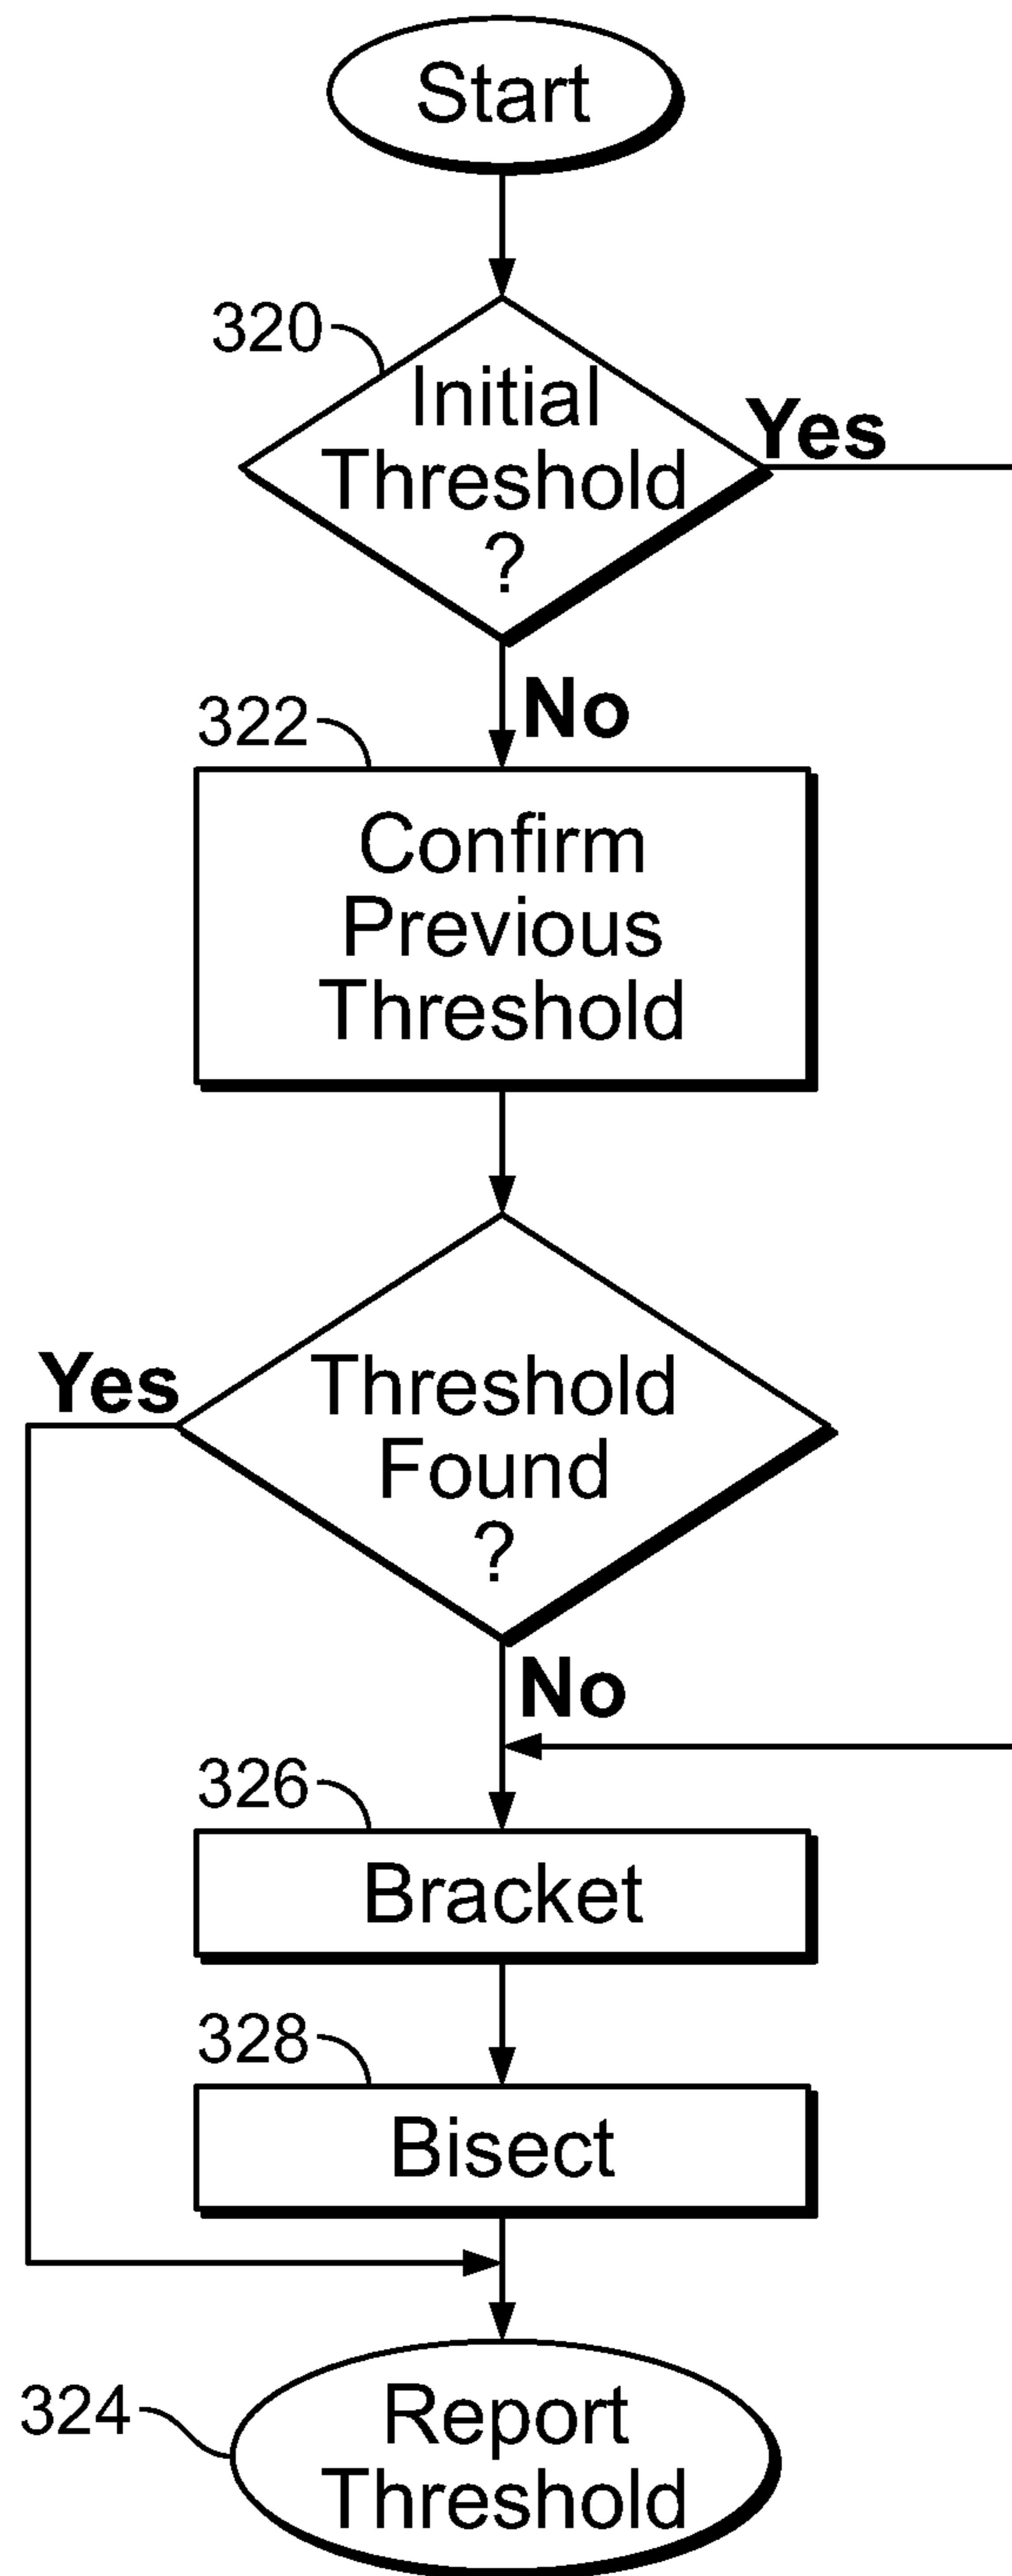 Start
320
Initial
Threshold
?
Yes
No
322
Confirm
Previous
Threshold
Yes
Threshold
Found
?
No
326
Bracket
328
Bisect
324
Report
Threshold